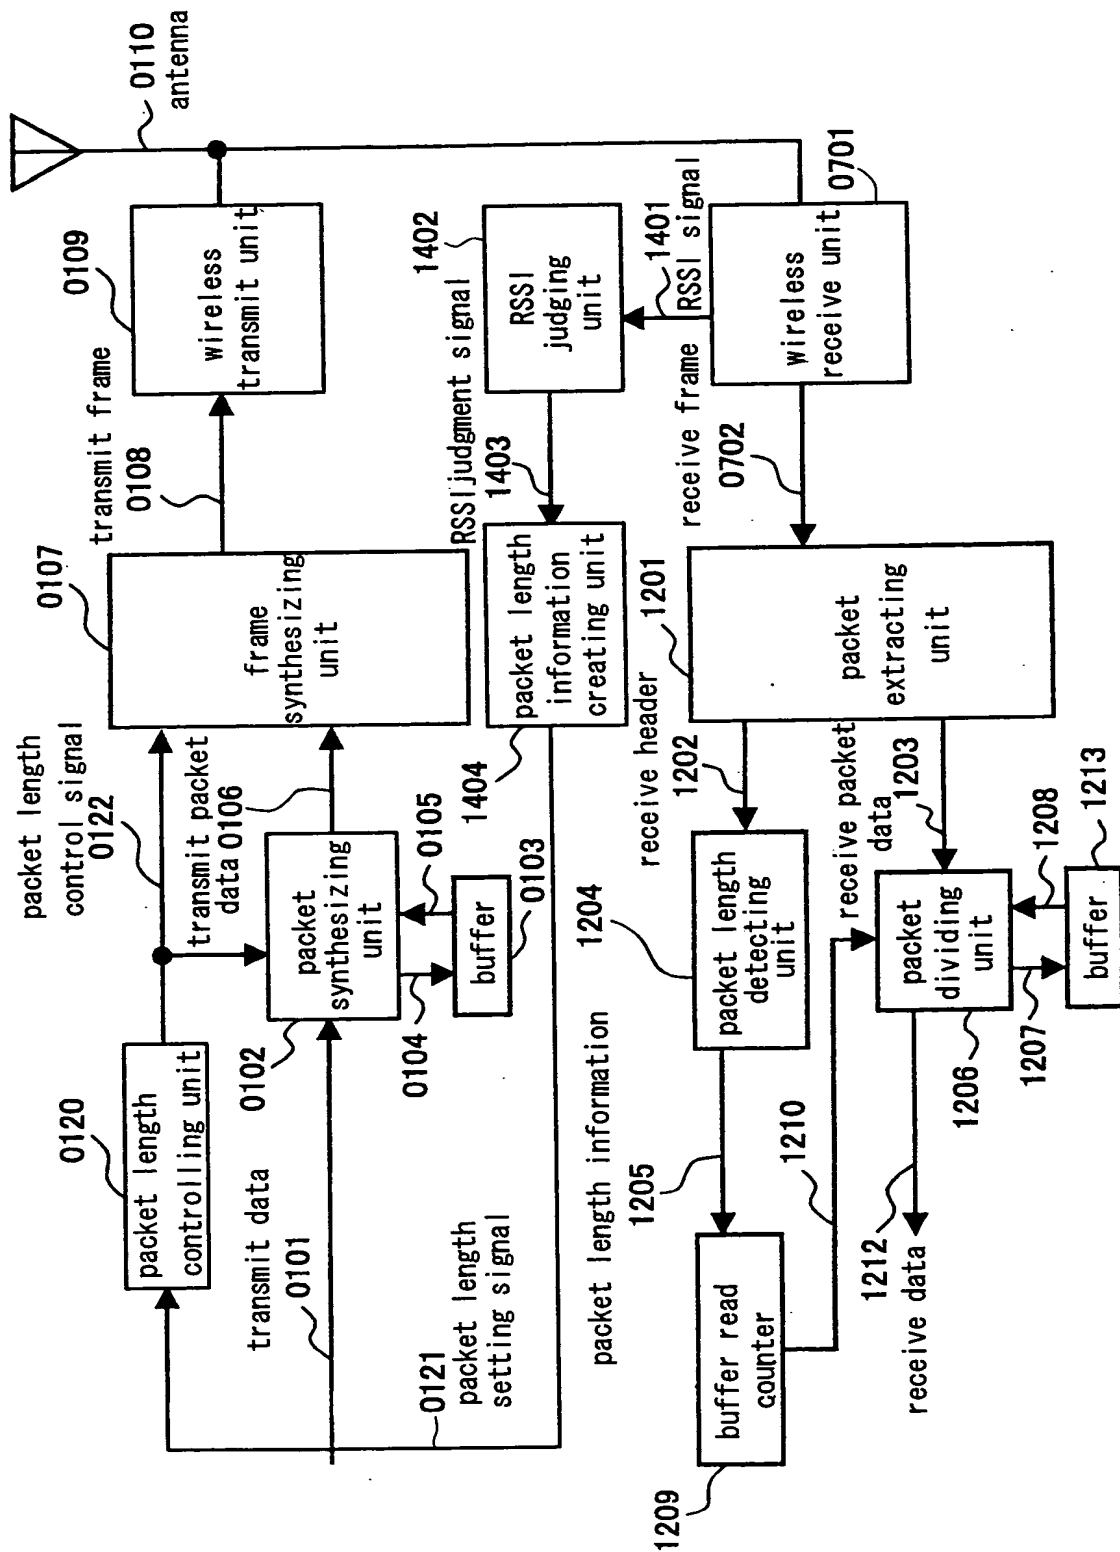 0110
antenna
0109
wireless
transmit unit
transmit frame
0108
0107
frame
synthesizing
unit
packet length
control signal
0122
transmit packet
data 0106
packet
synthesizing
unit
0102
0105
0104
buffer
0103
0120
packet length
controlling unit
transmit data
0101
0121
packet length
setting signal
1402
RSSI
judging
unit
RSSI judgment signal
1403
packet length
information
creating unit
1404
1401
RSSI signal
wireless
receive unit
0701
receive frame
0702
1201
packet
extracting
unit
receive header
1202
receive packet
data
1203
1204
packet length
detecting
unit
packet length information
1205
buffer read
counter
1209
1210
packet
dividing
unit
1206
1208
1207
buffer
1213
1212
receive data